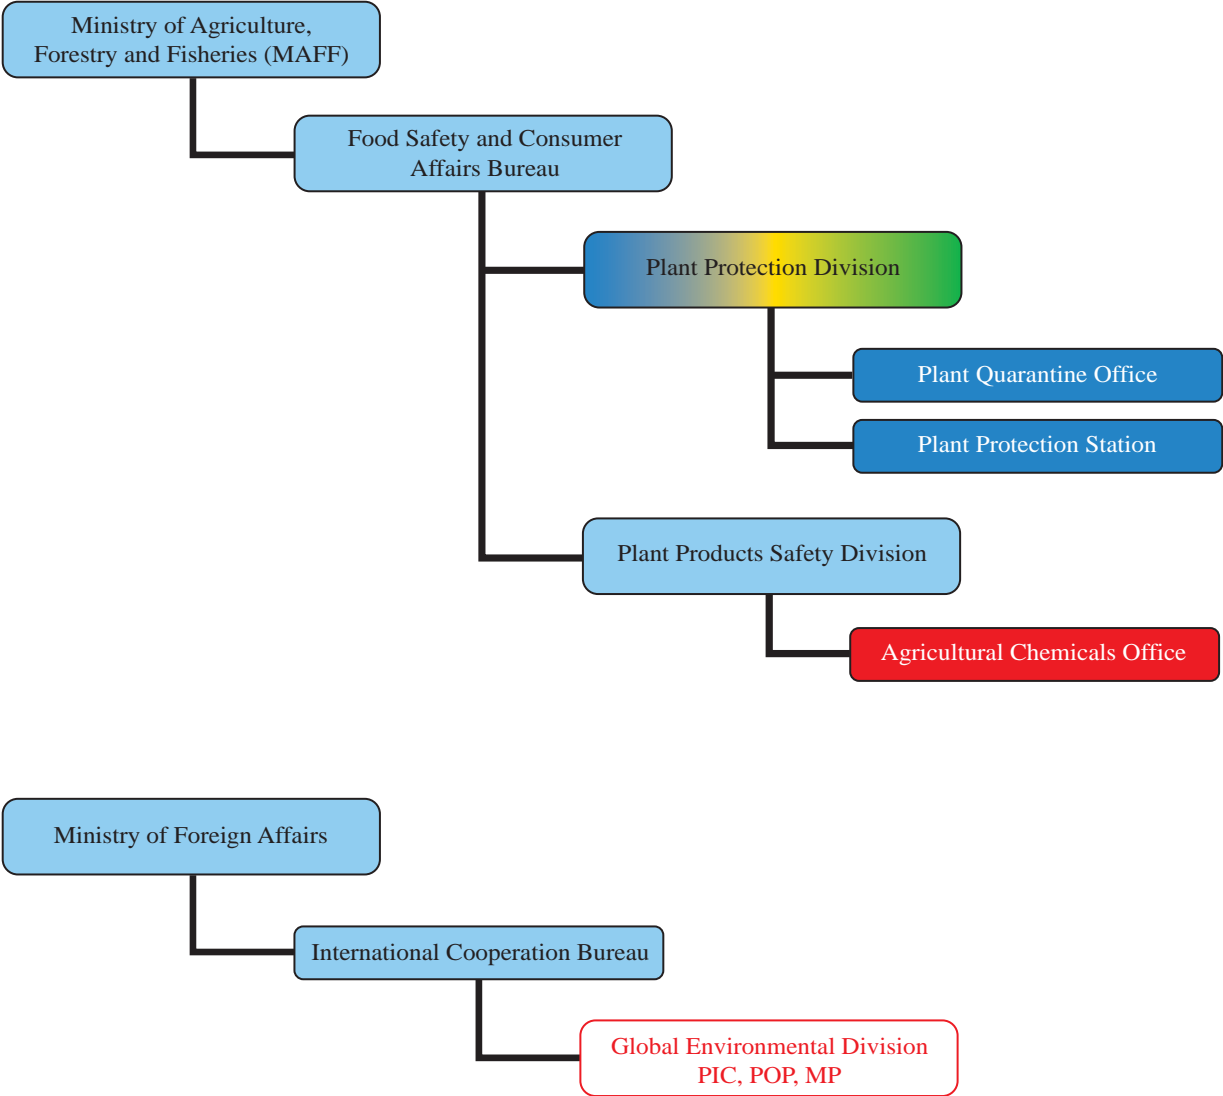 Ministry of Agriculture,
Forestry and Fisheries (MAFF)
Food Safety and Consumer
Affairs Bureau
Plant Protection Division
Plant Quarantine Office
Plant Protection Station
Plant Products Safety Division
Agricultural Chemicals Office
Ministry of Foreign Affairs
International Cooperation Bureau
Global Environmental Division
PIC, POP, MP